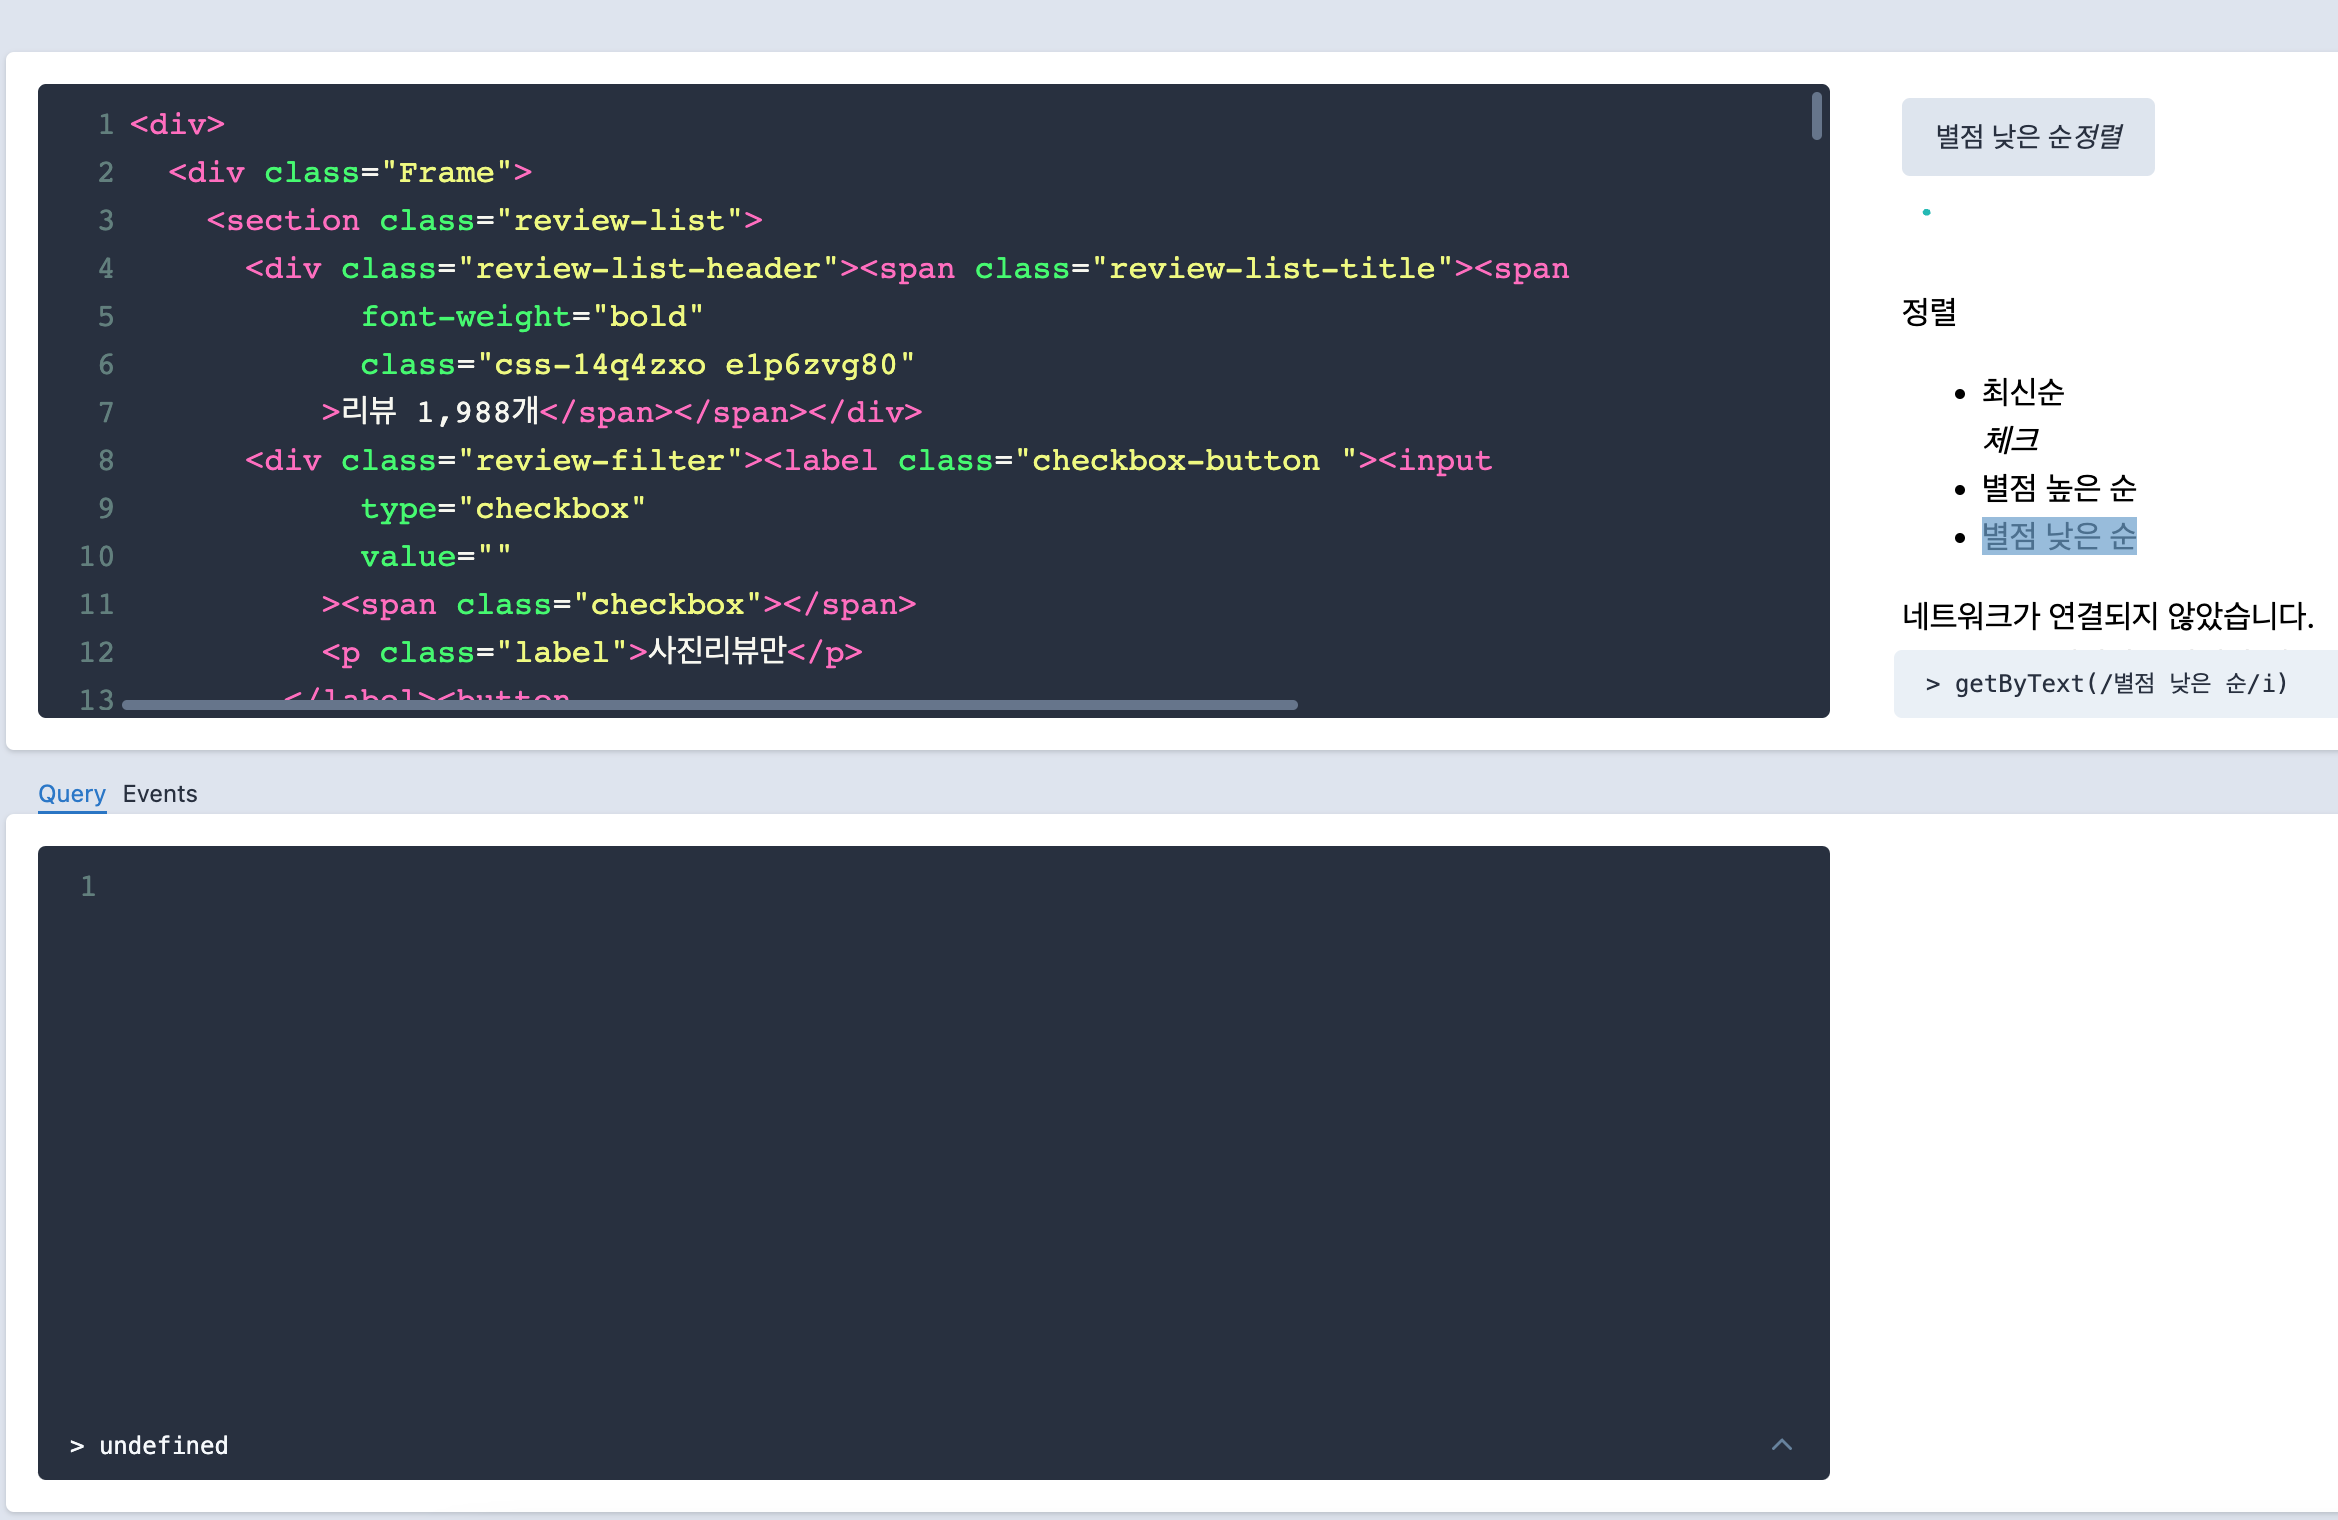 1 <div>
2 <div class="Frame">
3 <section class="review-list">
4 <div class="review-list-header"><span class="review-list-title"><span
5 font-weight="bold"
6 class="css-14q4zxo e1p6zvg80"
7 >리뷰 1,988개</span></span></div>
8 <div class="review-filter"><label class="checkbox-button "><input
9 type="checkbox"
10 value=""
11 ><span class="checkbox"></span>
12 <p class="label">사진리뷰만</p>
13 </label><button
별점 낮은 순정렬
정렬
최신순
체크
별점 높은 순
별점 낮은 순
네트워크가 연결되지 않았습니다.
> getByText(/별점 낮은 순/i)
Query Events
1
> undefined